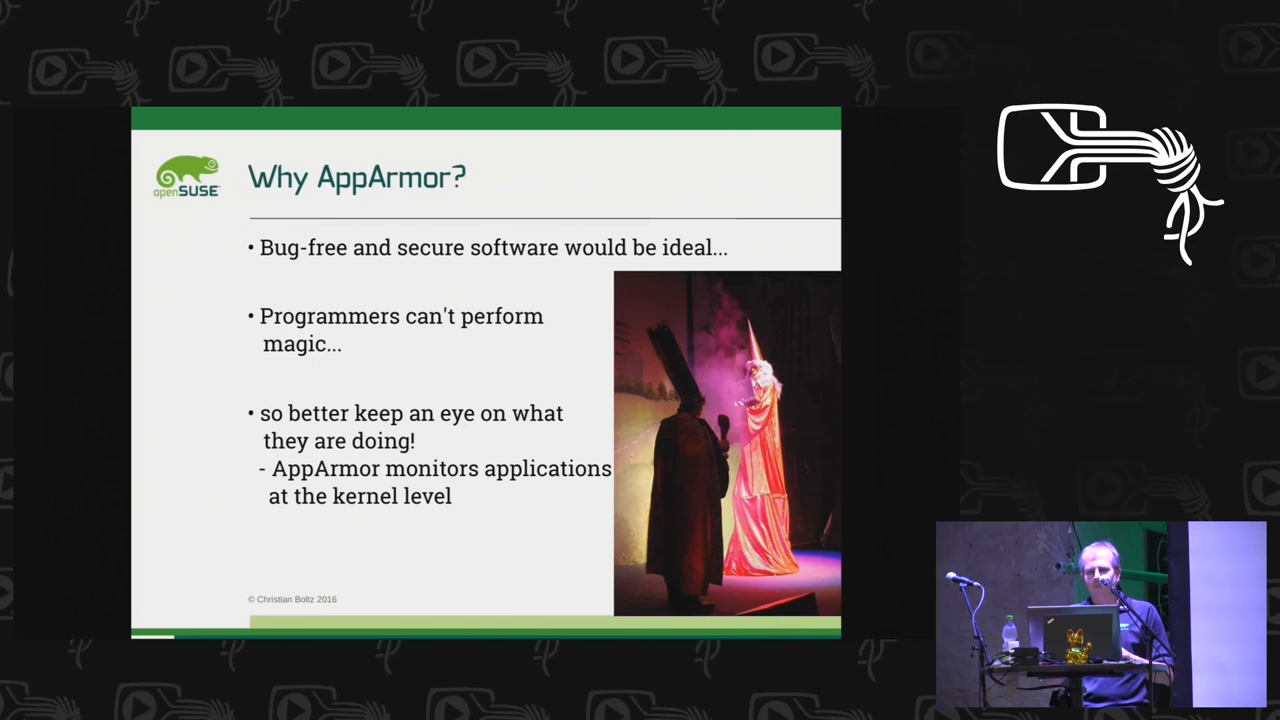 openSUSE
Why AppArmor?
• Bug-free and secure software would be ideal...
• Programmers can't perform
magic...
• so better keep an eye on what
they are doing!
- AppArmor monitors applications
at the kernel level
© Christian Boltz 2016